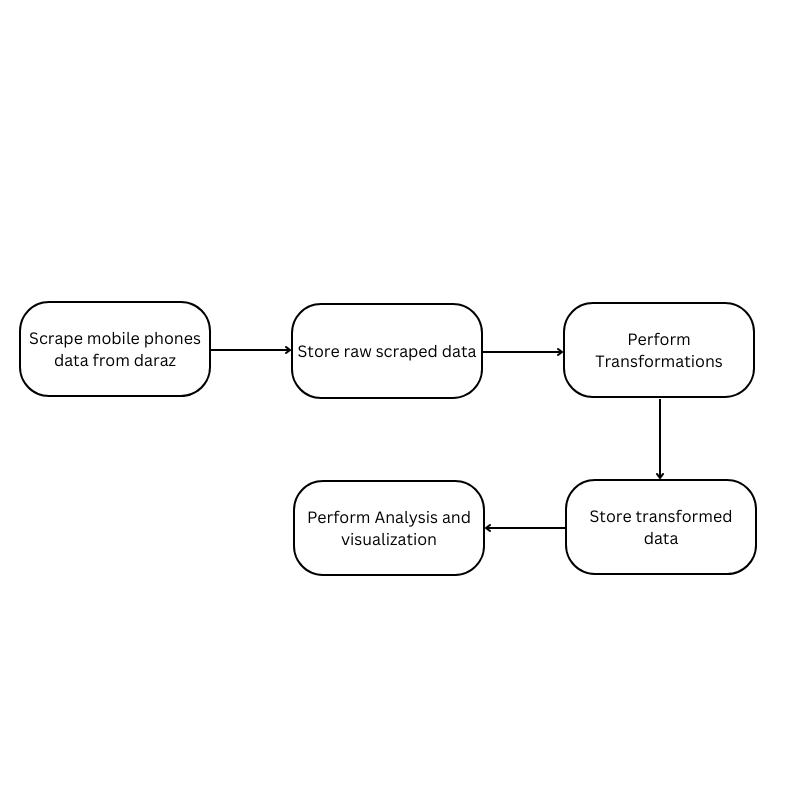 Scrape mobile phones
data from daraz
Store raw scraped data
Perform
Transformations
Store transformed
data
Perform Analysis and
visualization